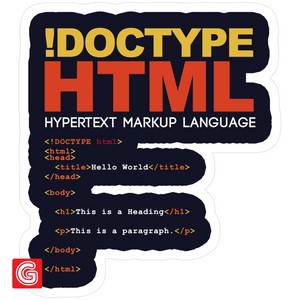 !DOCTYPE
HTML
HYPERTEXT MARKUP LANGUAGE
<!DOCTYPE html>
<html>
<head>
<title>Hello World</title>
</head>
<body>
<h1>This is a Heading</h1>
<p>This is a paragraph.</p>
</body>
</html>
G